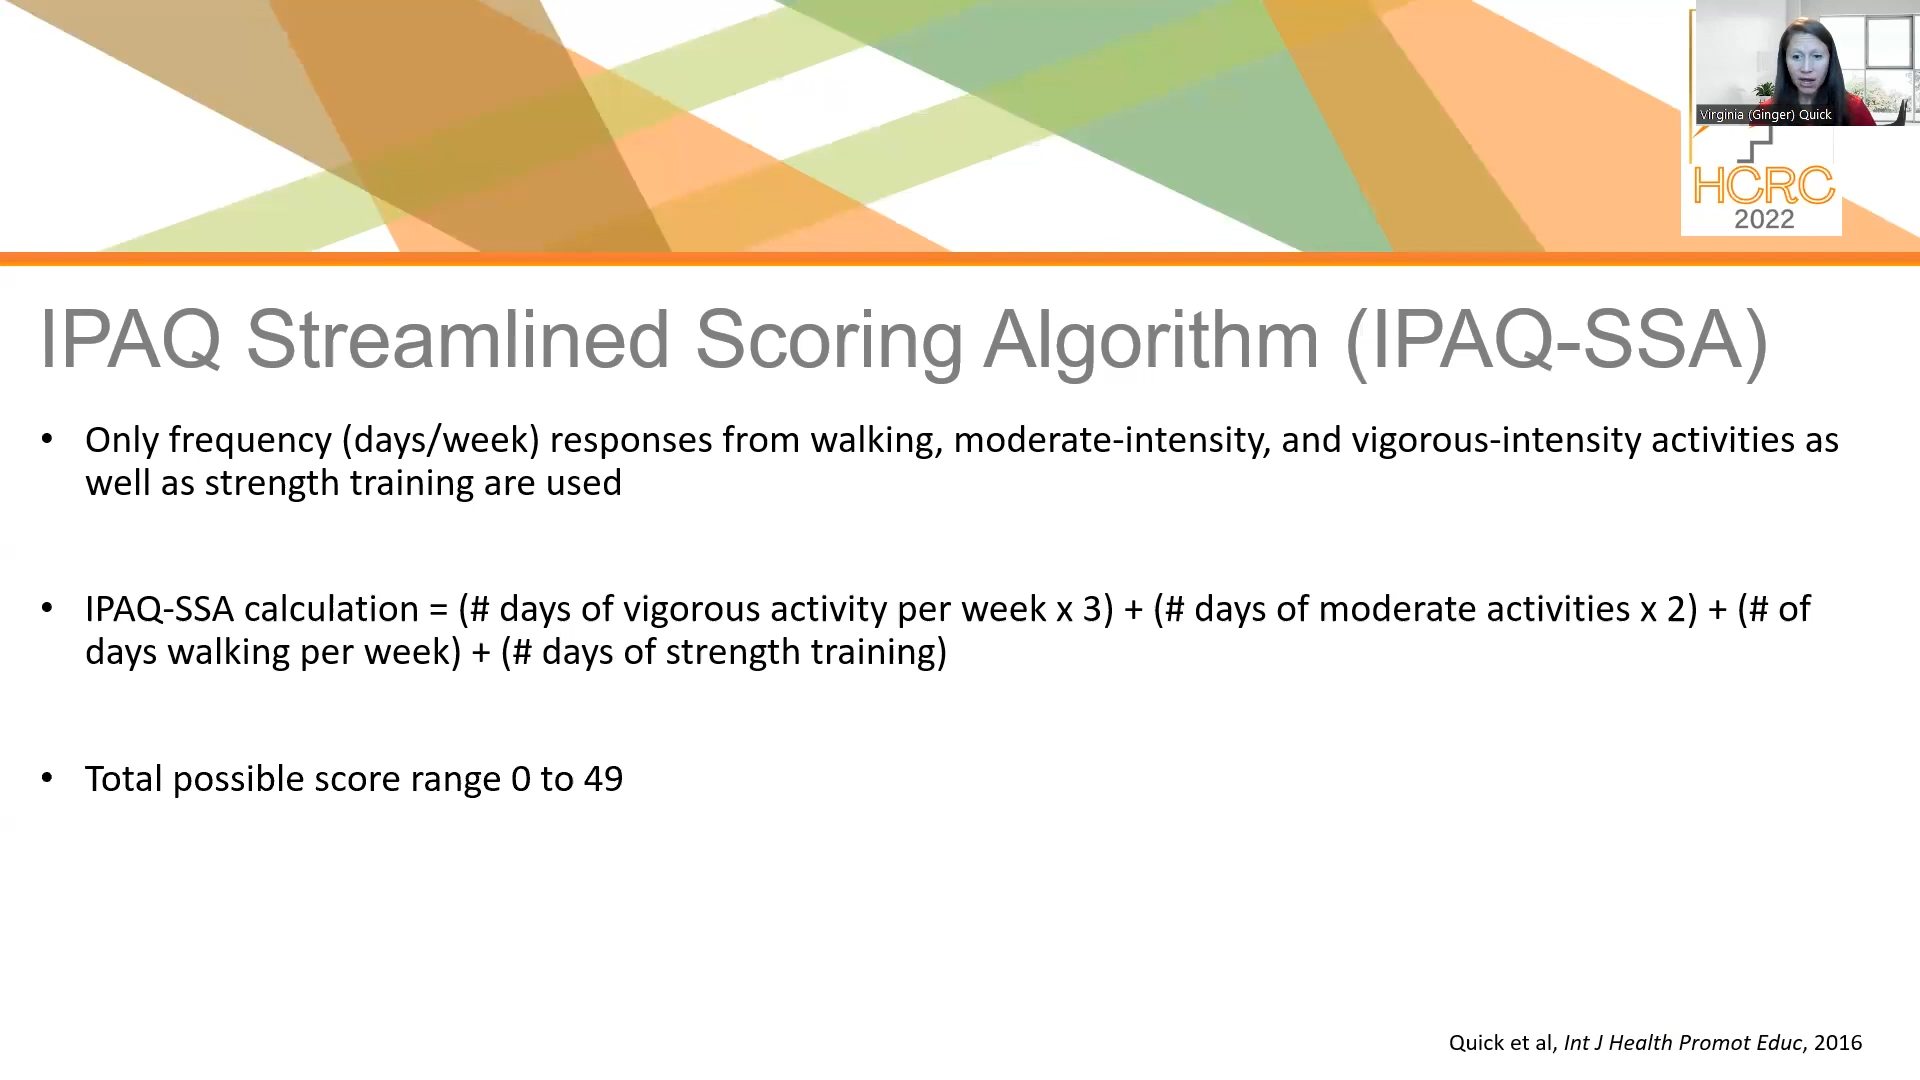 Virginia (Ginger) Quick
HCRC
2022
IPAQ Streamlined Scoring Algorithm (IPAQ-SSA)
• Only frequency (days/week) responses from walking, moderate-intensity, and vigorous-intensity activities as
well as strength training are used
• IPAQ-SSA calculation = (# days of vigorous activity per week x 3) + (# days of moderate activities x 2) + (# of
days walking per week) + (# days of strength training)
• Total possible score range 0 to 49
Quick et al, Int J Health Promot Educ, 2016